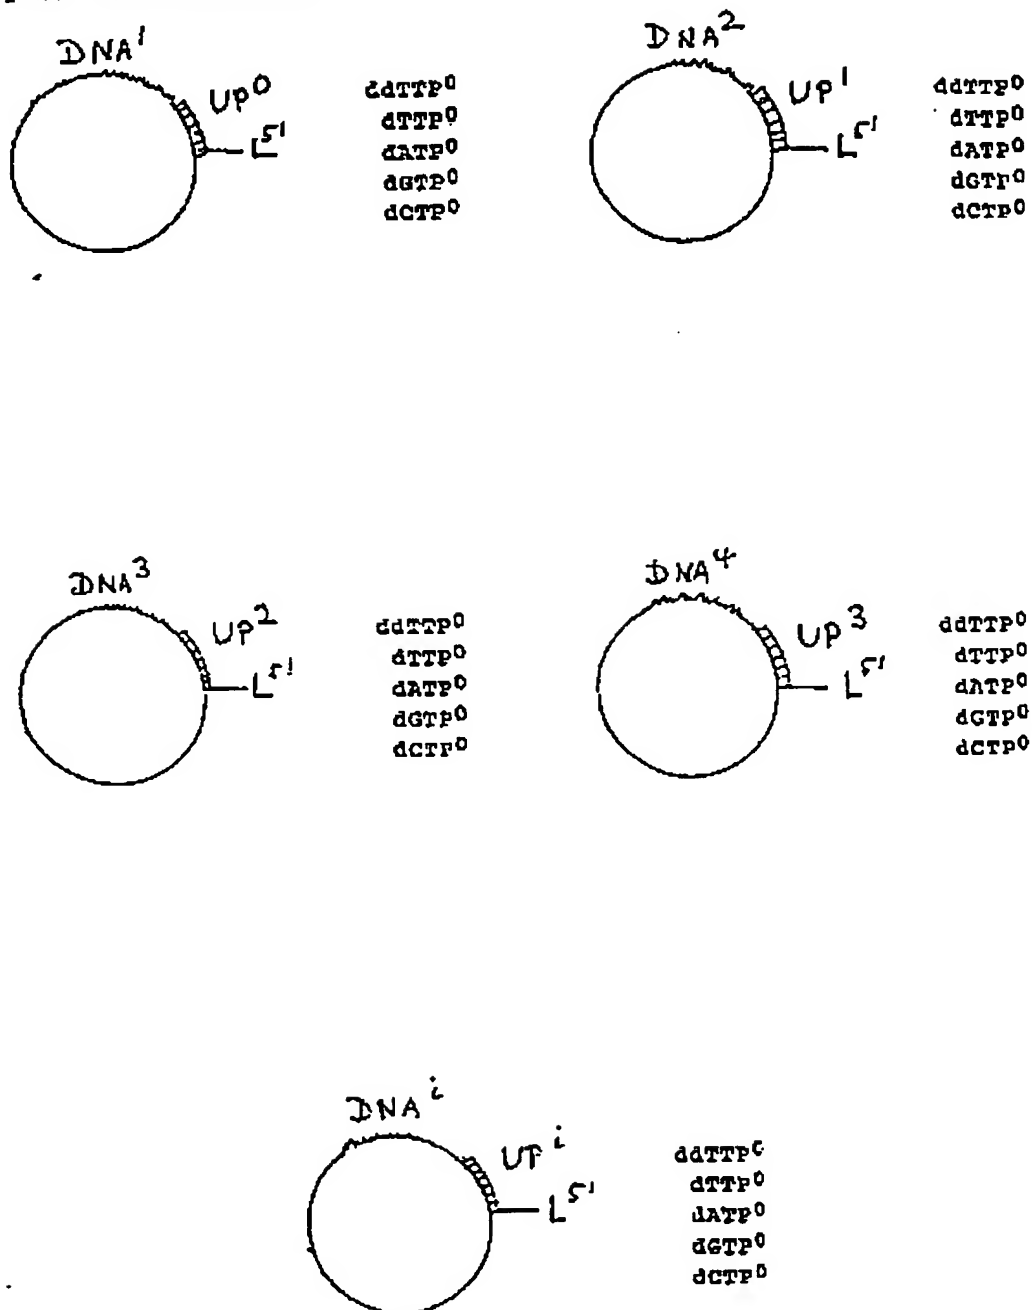 DNA¹
UP⁰
L⁵'
ddTTP⁰
dTTP⁰
dATP⁰
dGTP⁰
dCTP⁰
DNA²
UP¹
L⁵'
ddTTP⁰
dTTP⁰
dATP⁰
dGTP⁰
dCTP⁰
DNA³
UP²
L⁵'
ddTTP⁰
dTTP⁰
dATP⁰
dGTP⁰
dCTP⁰
DNA⁴
UP³
L⁵'
ddTTP⁰
dTTP⁰
dATP⁰
dGTP⁰
dCTP⁰
DNAⁱ
UPⁱ
L⁵'
ddTTP⁰
dTTP⁰
dATP⁰
dGTP⁰
dCTP⁰